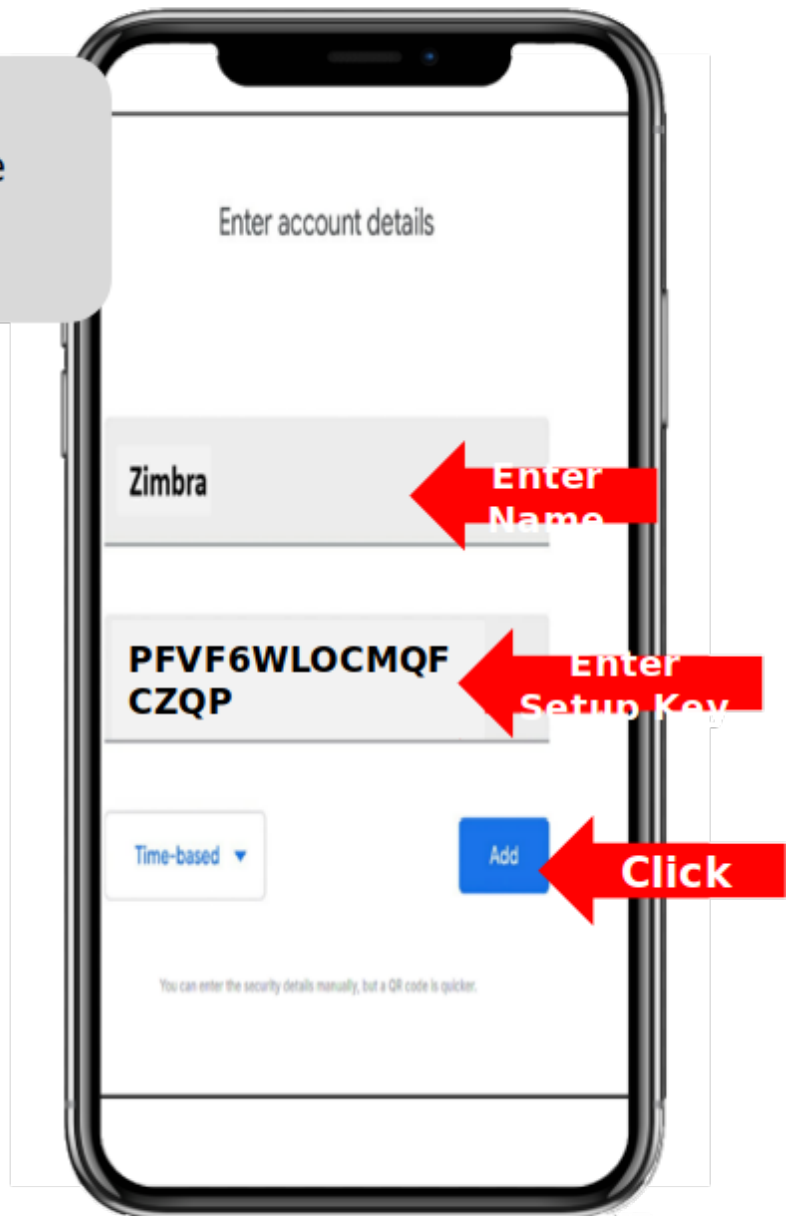 e
Enter account details
Zimbra
Enter
Name
PFVF6WLOCMQF
CZQP
Enter
Setup Key
Time-based
Add
Click
You can enter the security details manually, but a QR code is quicker.